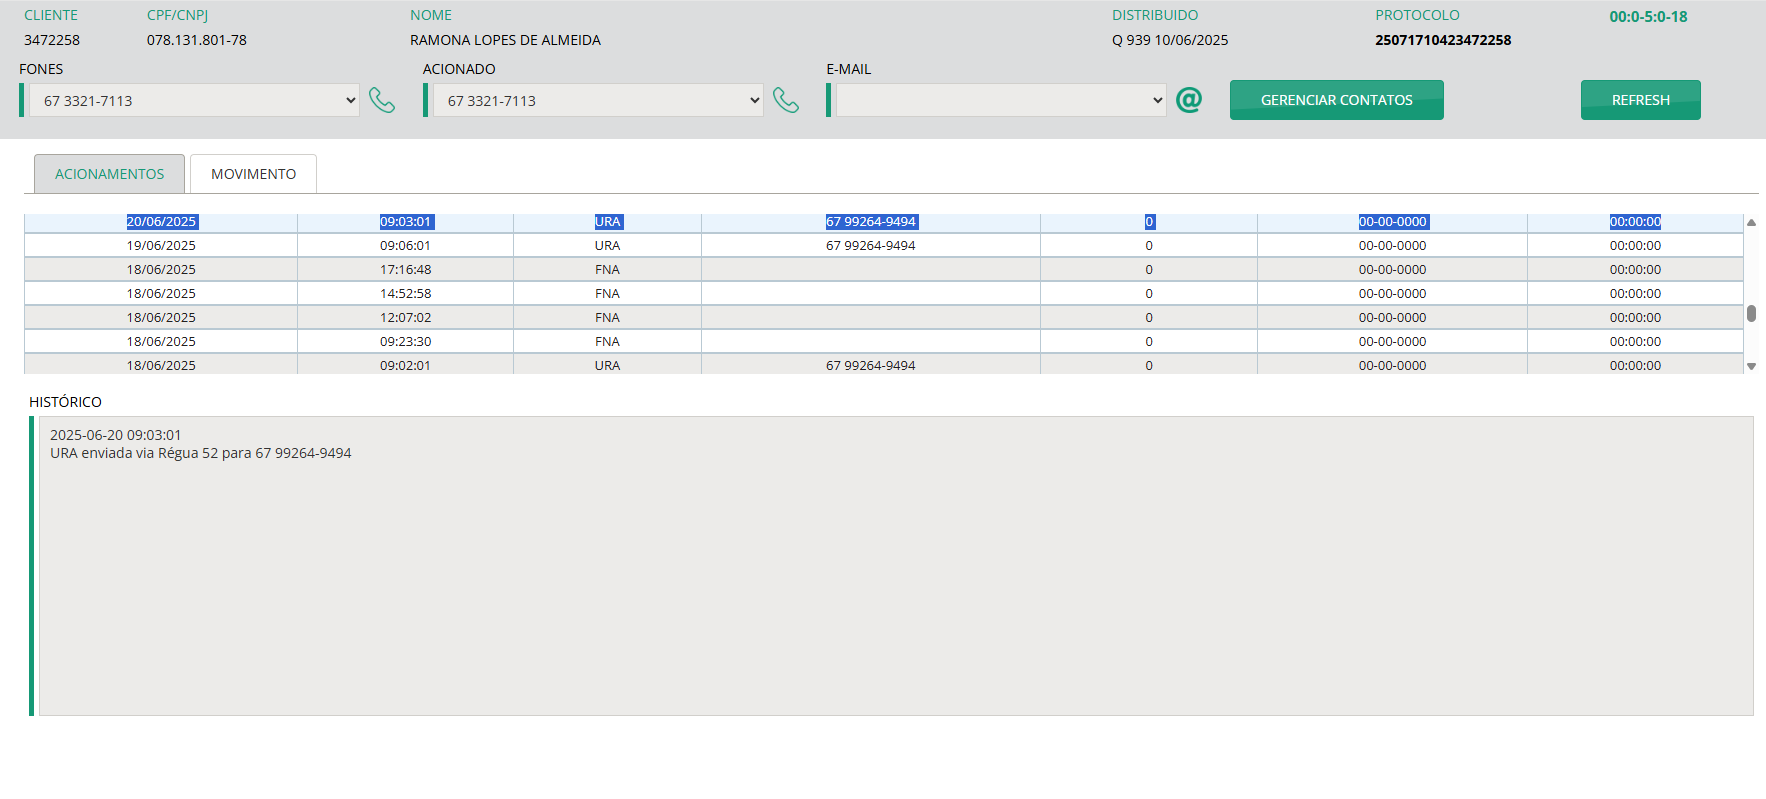 CLIENTE CPF/CNPJ NOME DISTRIBUIDO PROTOCOLO 00:0-5:0-18
3472258 078.131.801-78 RAMONA LOPES DE ALMEIDA Q 939 10/06/2025 25071710423472258
FONES ACIONADO E-MAIL
67 3321-7113 67 3321-7113 @ GERENCIAR CONTATOS REFRESH
ACIONAMENTOS MOVIMENTO
20/06/2025 09:03:01 URA 67 99264-9494 0 00-00-0000 00:00:00
19/06/2025 09:06:01 URA 67 99264-9494 0 00-00-0000 00:00:00
18/06/2025 17:16:48 FNA 0 00-00-0000 00:00:00
18/06/2025 14:52:58 FNA 0 00-00-0000 00:00:00
18/06/2025 12:07:02 FNA 0 00-00-0000 00:00:00
18/06/2025 09:23:30 FNA 0 00-00-0000 00:00:00
18/06/2025 09:02:01 URA 67 99264-9494 0 00-00-0000 00:00:00
HISTÓRICO
2025-06-20 09:03:01
URA enviada via Régua 52 para 67 99264-9494